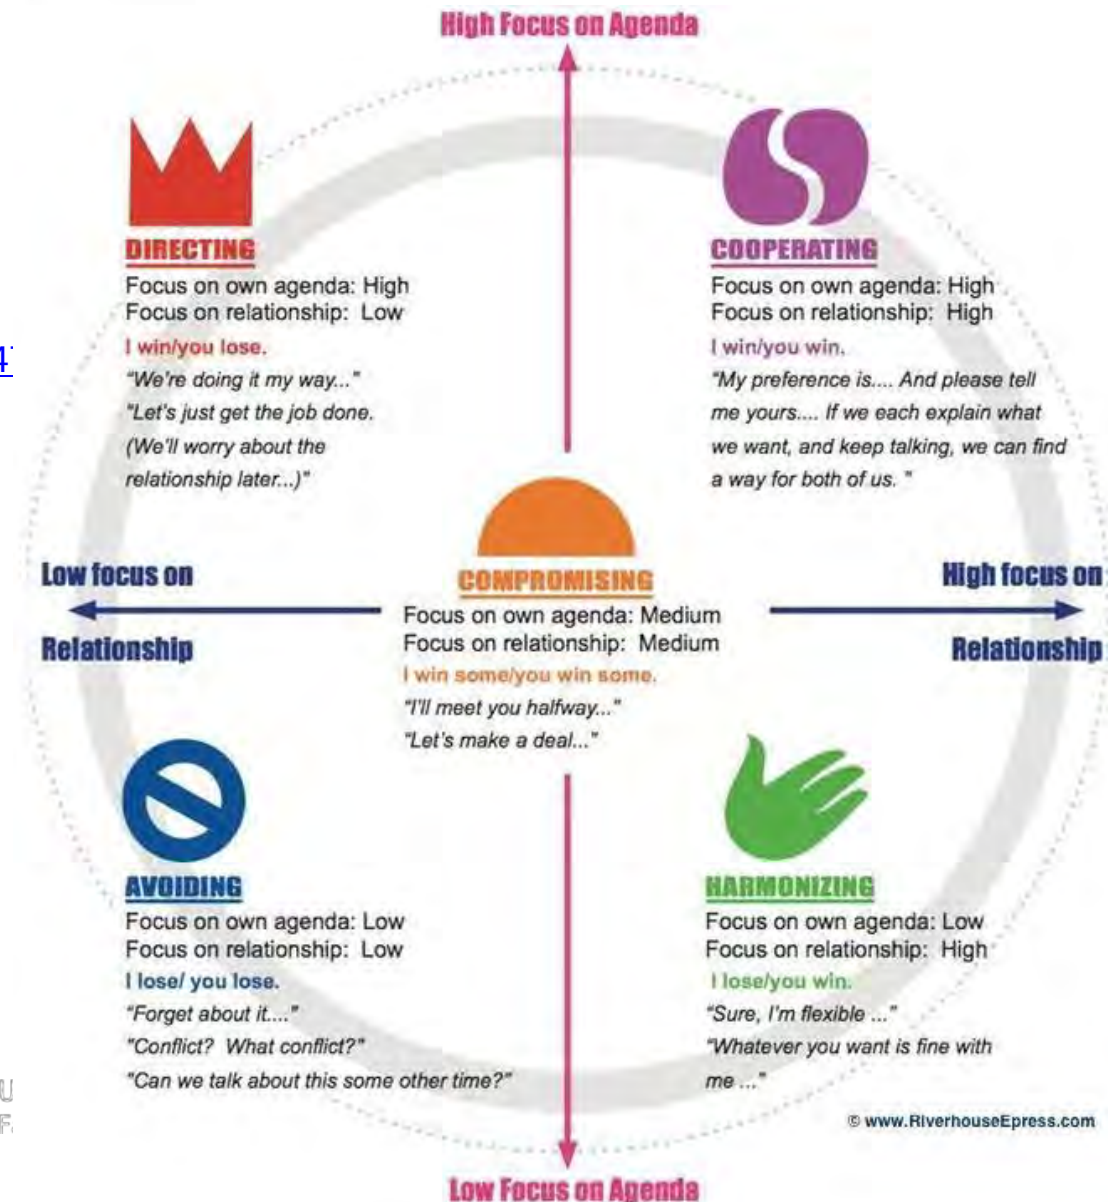 High Focus on Agenda
DIRECTING
Focus on own agenda: High
Focus on relationship: Low
I win/you lose.
"We're doing it my way..."
"Let's just get the job done.
(We'll worry about the
relationship later...)"
COOPERATING
Focus on own agenda: High
Focus on relationship: High
I win/you win.
"My preference is.... And please tell
me yours.... If we each explain what
we want, and keep talking, we can find
a way for both of us. "
Low focus on
Relationship
COMPROMISING
Focus on own agenda: Medium
Focus on relationship: Medium
I win some/you win some.
"I'll meet you halfway..."
"Let's make a deal..."
High focus on
Relationship
AVOIDING
Focus on own agenda: Low
Focus on relationship: Low
I lose/ you lose.
"Forget about it...."
"Conflict? What conflict?"
"Can we talk about this some other time?"
HARMONIZING
Focus on own agenda: Low
Focus on relationship: High
I lose/you win.
"Sure, I'm flexible ..."
"Whatever you want is fine with
me ..."
© www.RiverhouseEpress.com
Low Focus on Agenda